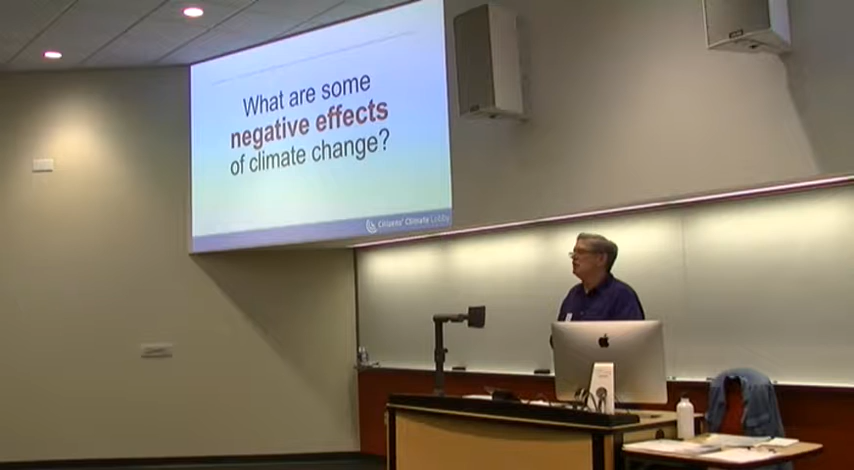 What are some
negative effects
of climate change?
Citizens' Climate Lobby